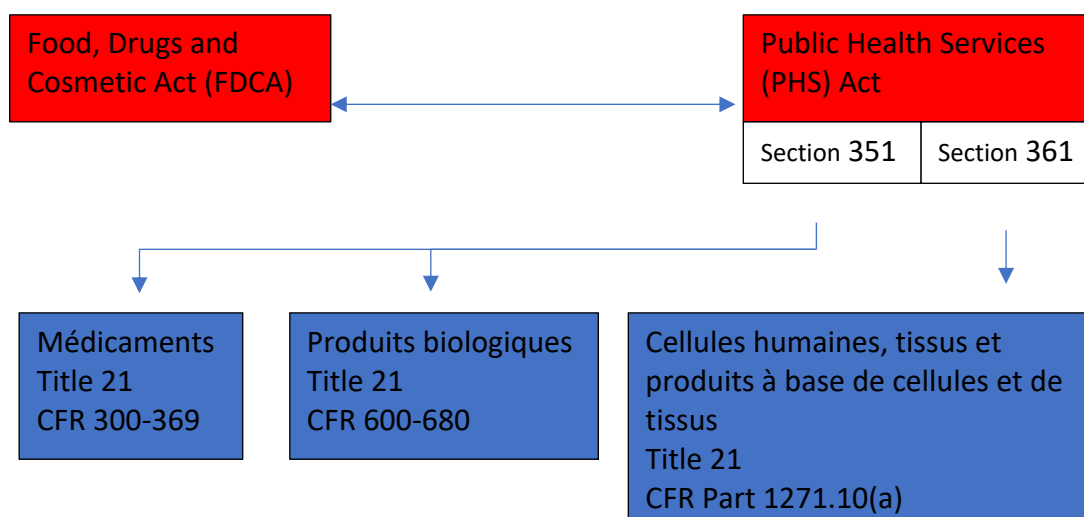 Food, Drugs and
Cosmetic Act (FDCA)
Public Health Services
(PHS) Act
Section 351
Section 361
Médicaments
Title 21
CFR 300-369
Produits biologiques
Title 21
CFR 600-680
Cellules humaines, tissus et
produits à base de cellules et de
tissus
Title 21
CFR Part 1271.10(a)